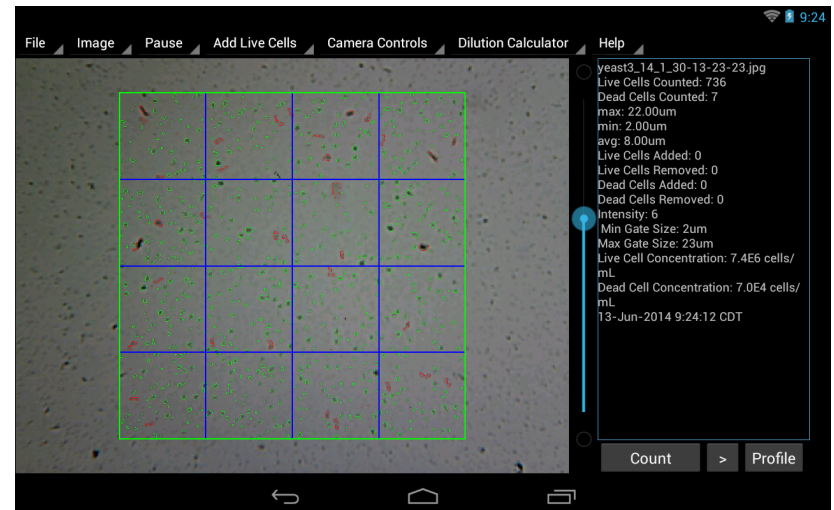 9:24
File Image Pause Add Live Cells Camera Controls Dilution Calculator Help
yeast3_14_1_30-13-23-23.jpg
Live Cells Counted: 736
Dead Cells Counted: 7
max: 22.00um
min: 2.00um
avg: 8.00um
Live Cells Added: 0
Live Cells Removed: 0
Dead Cells Added: 0
Dead Cells Removed: 0
Intensity: 6
Min Gate Size: 2um
Max Gate Size: 23um
Live Cell Concentration: 7.4E6 cells/
mL
Dead Cell Concentration: 7.0E4 cells/
mL
13-Jun-2014 9:24:12 CDT
Count > Profile